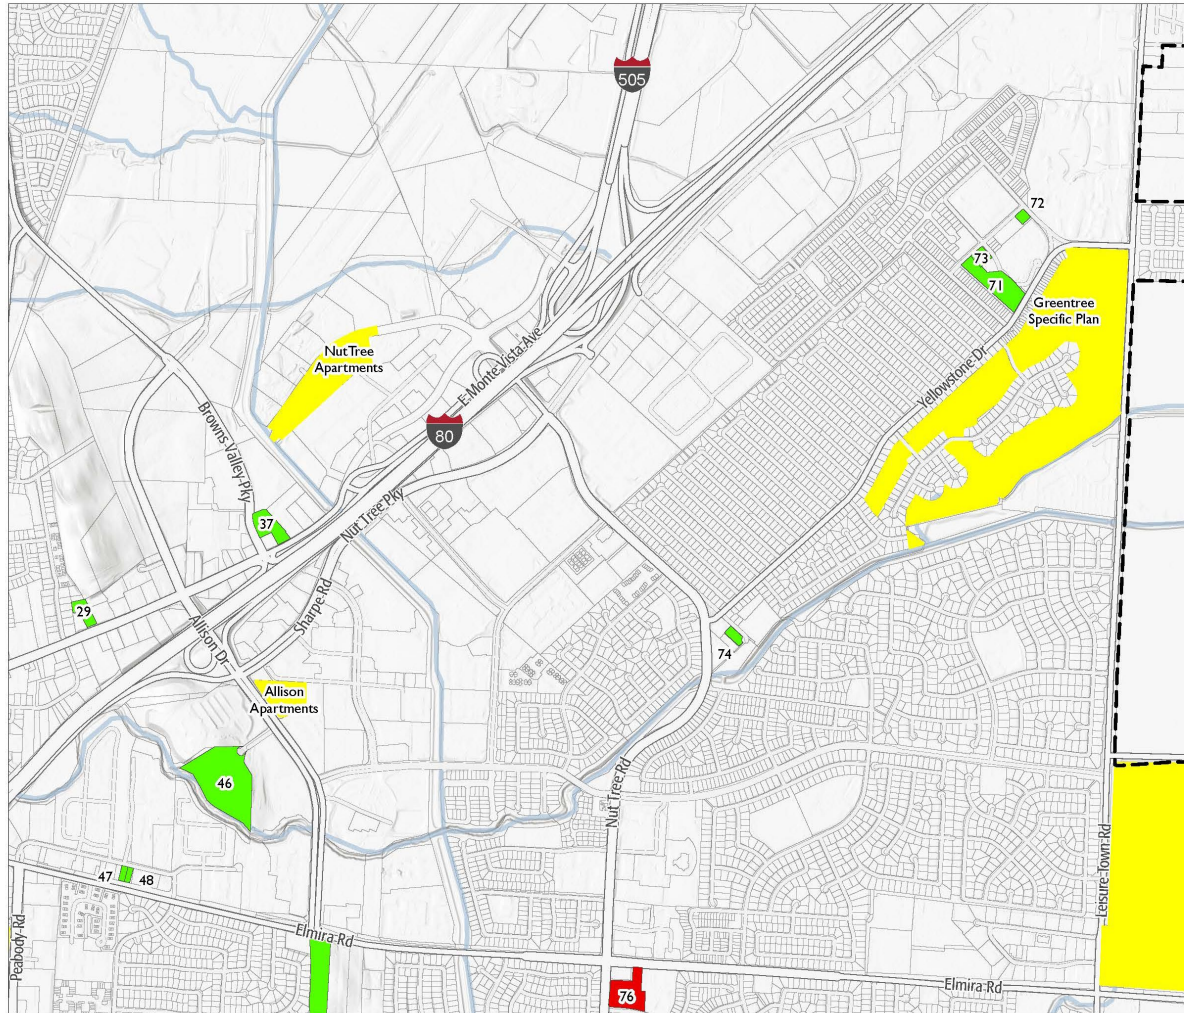 505
72
73
71
Greentree
Specific Plan
E Monte Vista Ave
Nut Tree
Apartments
Yellowstone Dr
Browns Valley Pky
80
Nut Tree Pky
37
29
Sharpe Rd
Allison Dr
74
Allison
Apartments
46
Nut Tree Rd
Leisure Town Rd
47
48
Elmira Rd
Peabody Rd
76
Elmira Rd